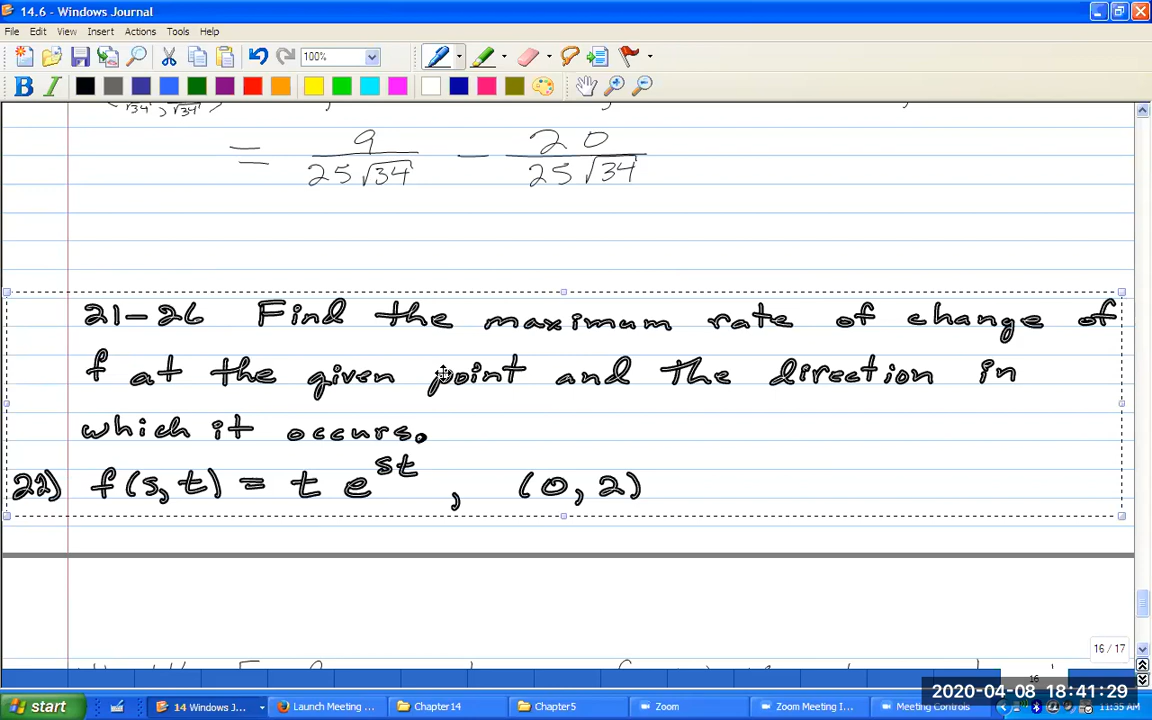 14.6 - Windows Journal
File Edit View Insert Actions Tools Help
100%
B I
√34 , √34
= 9 / 25√34 − 20 / 25√34
21-26 Find the maximum rate of change of
f at the given point and the direction in
which it occurs.
22) f(s,t) = t e^st , (0,2)
16 / 17
16
2020-04-08 18:41:29
start 14 Windows J... Launch Meeting ... Chapter14 Chapter5 Zoom Zoom Meeting I... Meeting Controls 11:35 AM